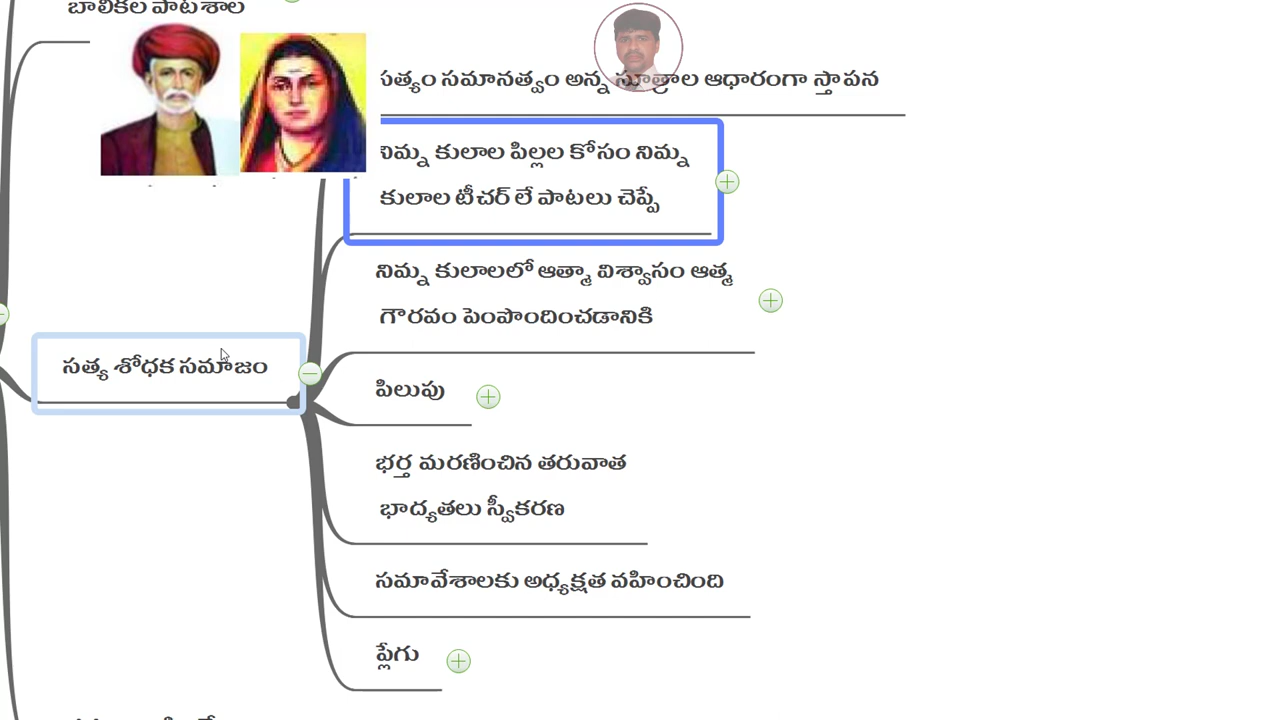 బాలికల పాఠశాల
సత్యం సమానత్వం అన్న సూత్రాల ఆధారంగా స్తాపన
నిమ్న కులాల పిల్లల కోసం నిమ్న
కులాల టీచర్ లే పాటలు చెప్పే
నిమ్న కులాలలో ఆత్మా విశ్వాసం ఆత్మ
గౌరవం పెంపొందించడానికి
సత్య శోధక సమాజం
పిలుపు
భర్త మరణించిన తరువాత
భాద్యతలు స్వీకరణ
సమావేశాలకు అధ్యక్షత వహించింది
ప్లేగు